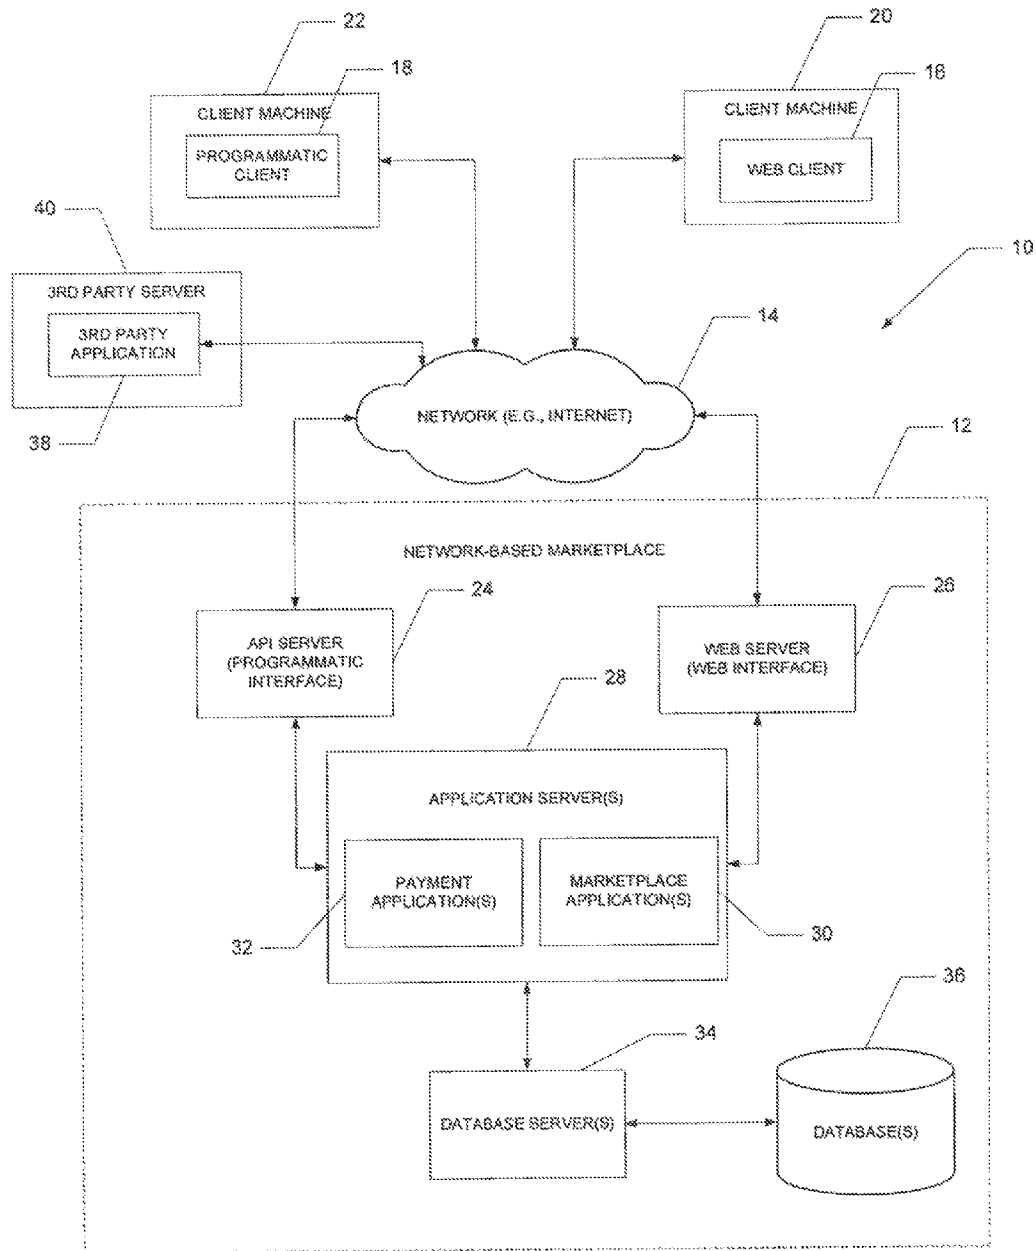 22
20
18
16
CLIENT MACHINE
PROGRAMMATIC
CLIENT
CLIENT MACHINE
WEB CLIENT
40
10
3RD PARTY SERVER
3RD PARTY
APPLICATION
38
14
NETWORK (E.G., INTERNET)
12
NETWORK-BASED MARKETPLACE
24
26
API SERVER
(PROGRAMMATIC
INTERFACE)
WEB SERVER
(WEB INTERFACE)
28
APPLICATION SERVER(S)
PAYMENT
APPLICATION(S)
MARKETPLACE
APPLICATION(S)
32
30
36
34
DATABASE SERVER(S)
DATABASE(S)